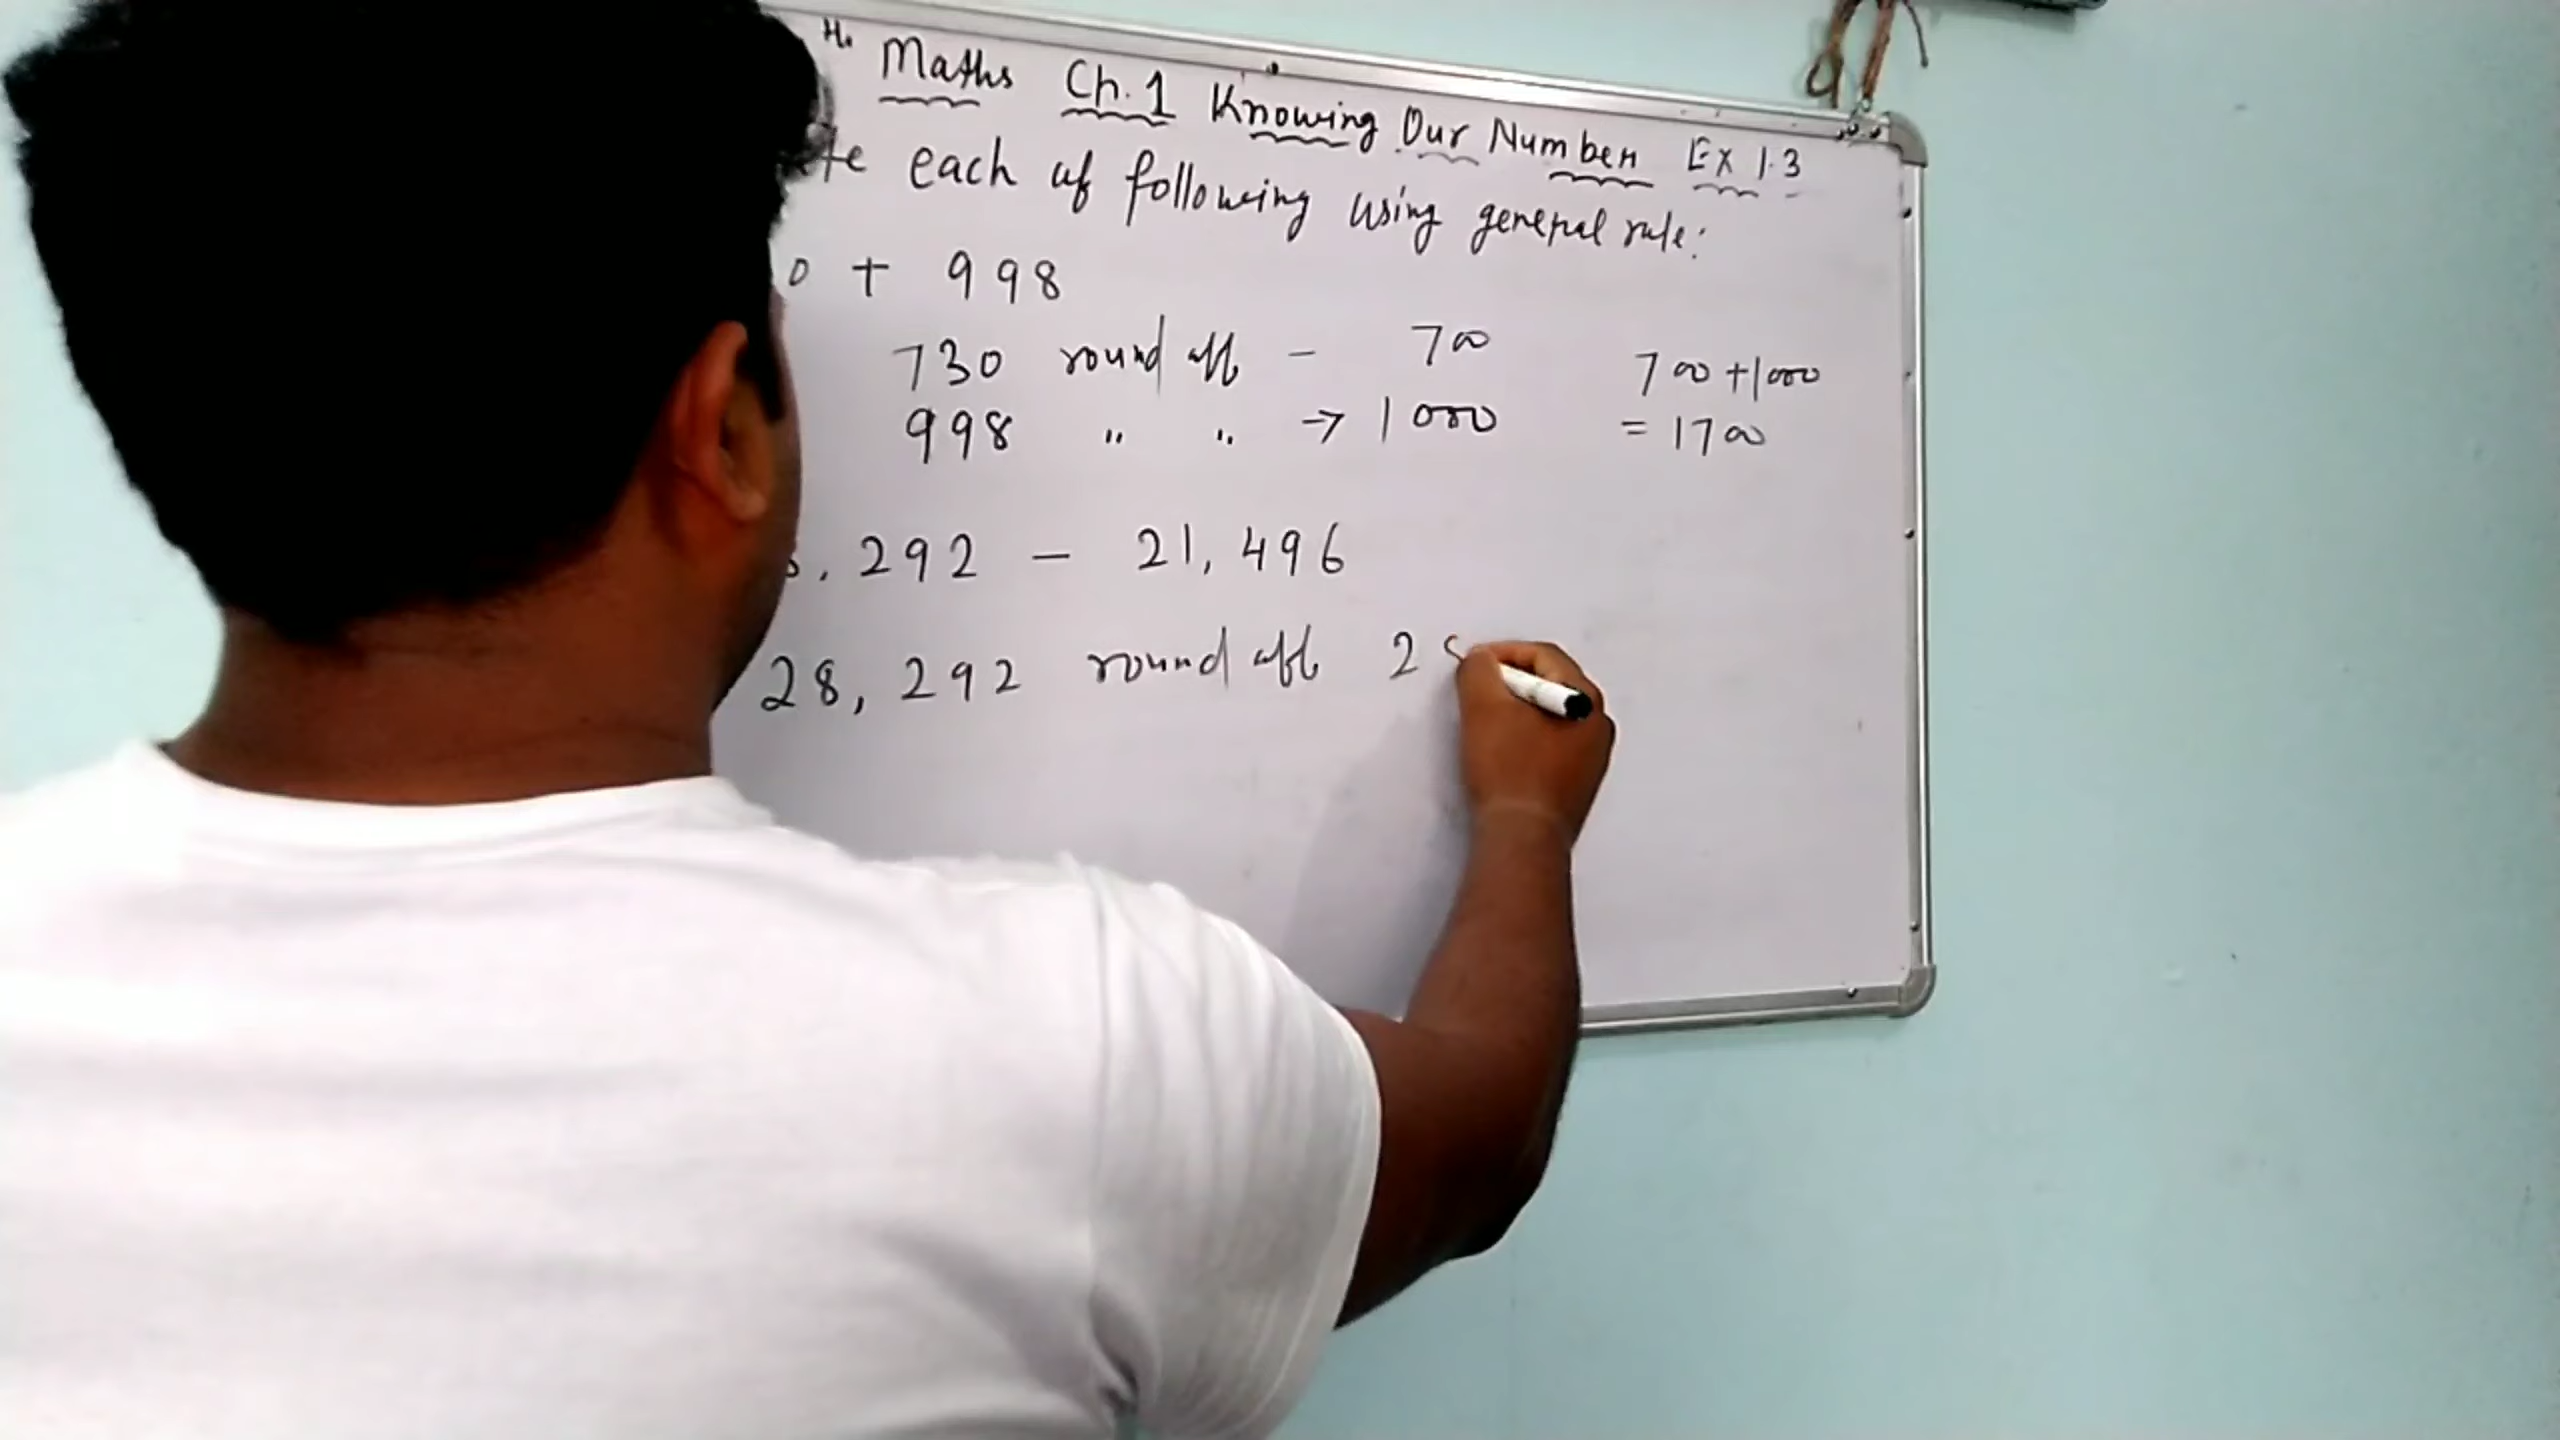 Maths Ch.1 Knowing Our Number Ex 1.3
each of following using general rule:
0 + 998
730 round off - 700 700 +1000
998 " " → 1000 = 1700
, 292 - 21, 496
28, 292 round off 2